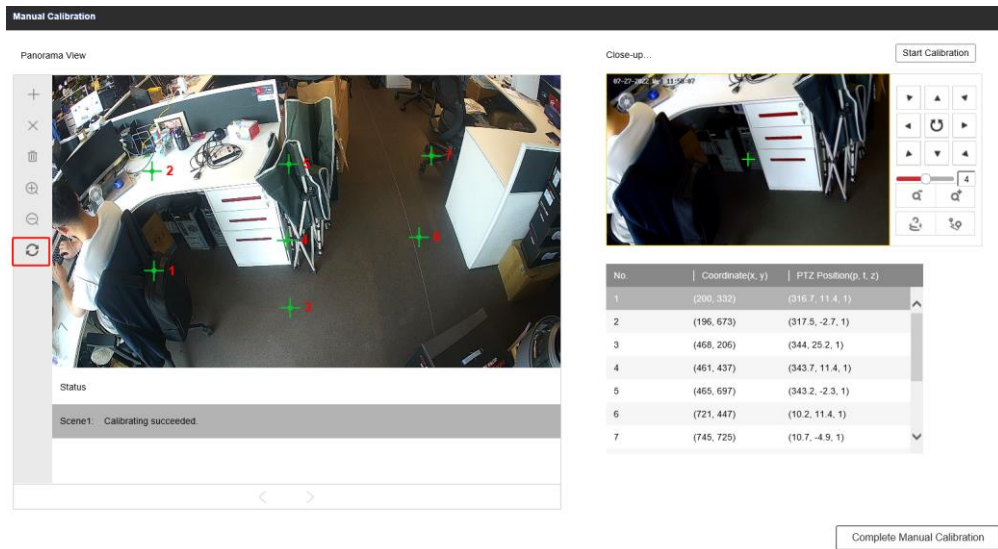 Manual Calibration
Panorama View
2
5
7
4
6
1
3
Status
Scene1: Calibrating succeeded.
Close-up...
Start Calibration
4
No. | Coordinate(x, y) | PTZ Position(p, t, z)
1 (200, 332) (316.7, 11.4, 1)
2 (196, 673) (317.5, -2.7, 1)
3 (468, 206) (344, 25.2, 1)
4 (461, 437) (343.7, 11.4, 1)
5 (465, 697) (343.2, -2.3, 1)
6 (721, 447) (10.2, 11.4, 1)
7 (745, 725) (10.7, -4.9, 1)
Complete Manual Calibration